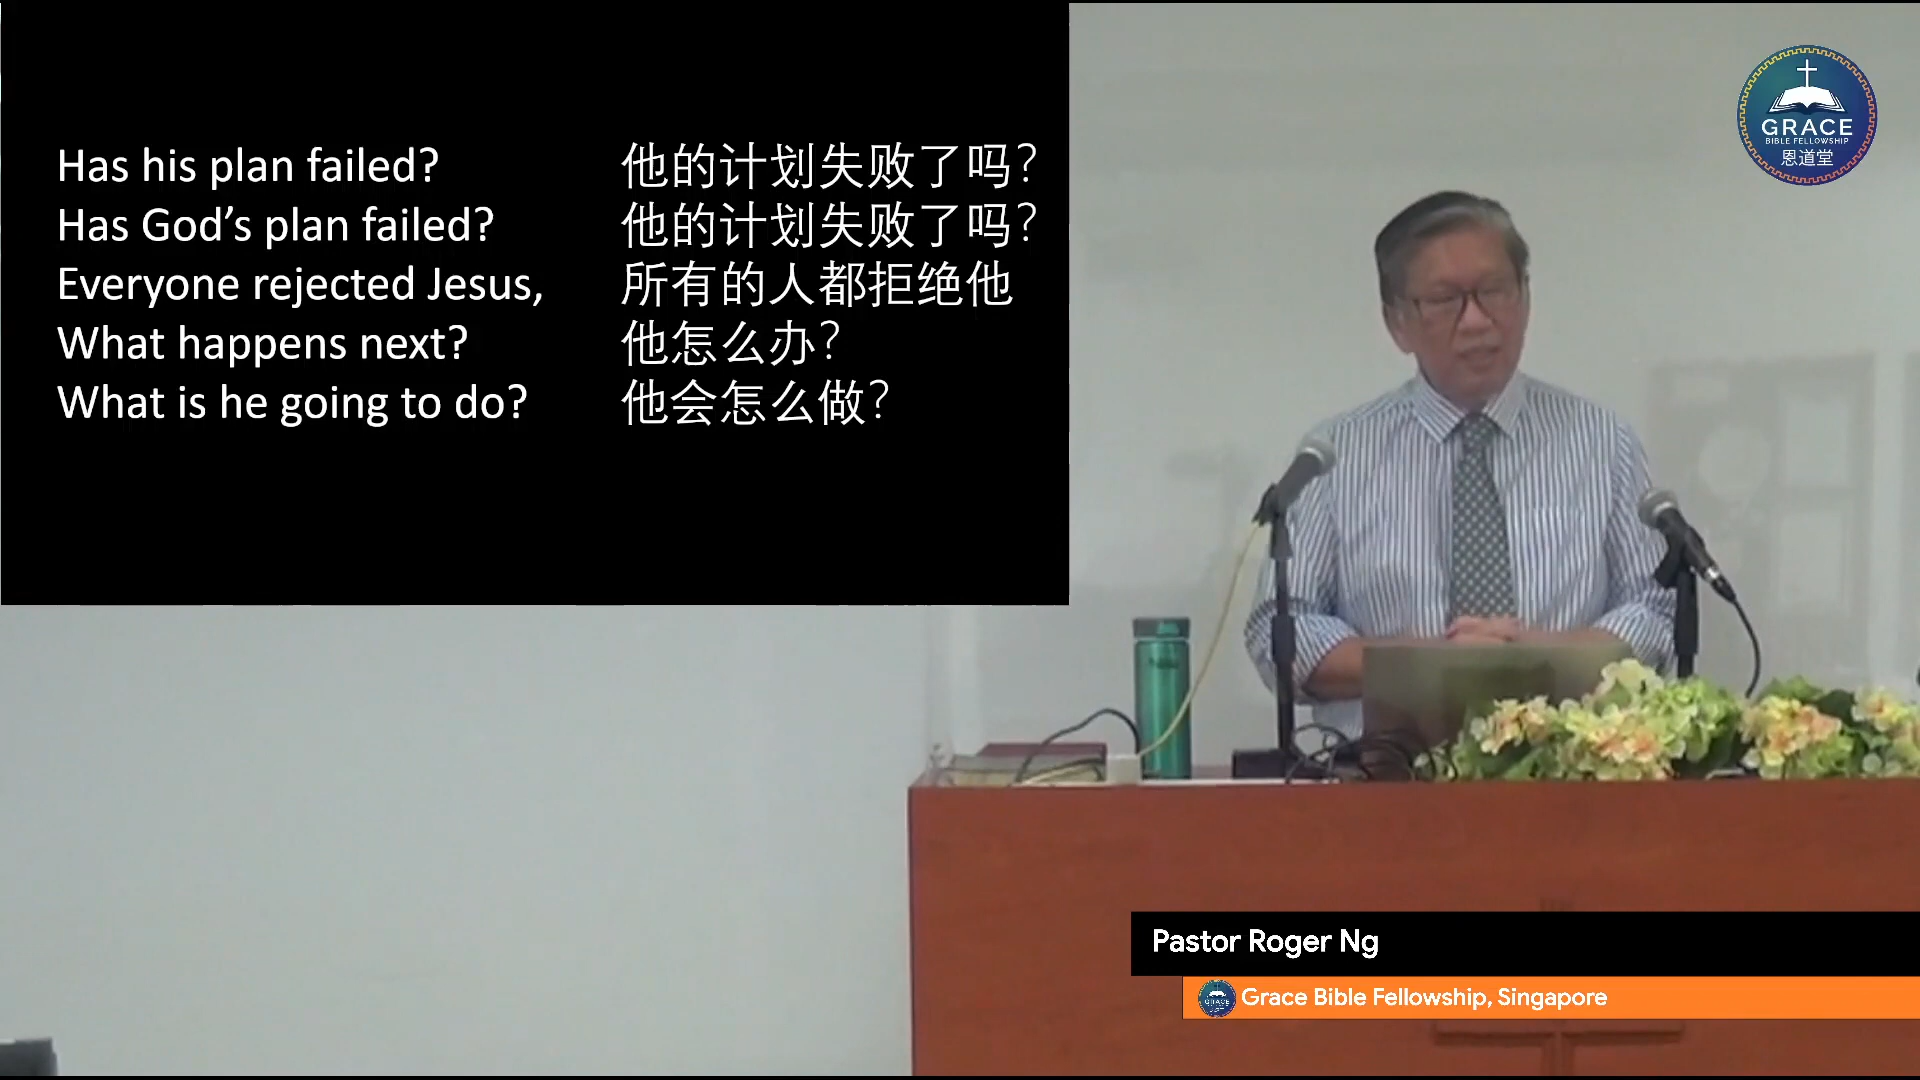 Has his plan failed?
Has God’s plan failed?
Everyone rejected Jesus,
What happens next?
What is he going to do?
他的计划失败了吗?
他的计划失败了吗?
所有的人都拒绝他
他怎么办?
他会怎么做?
GRACE
BIBLE FELLOWSHIP
恩道堂
Pastor Roger Ng
GRACE
Grace Bible Fellowship, Singapore